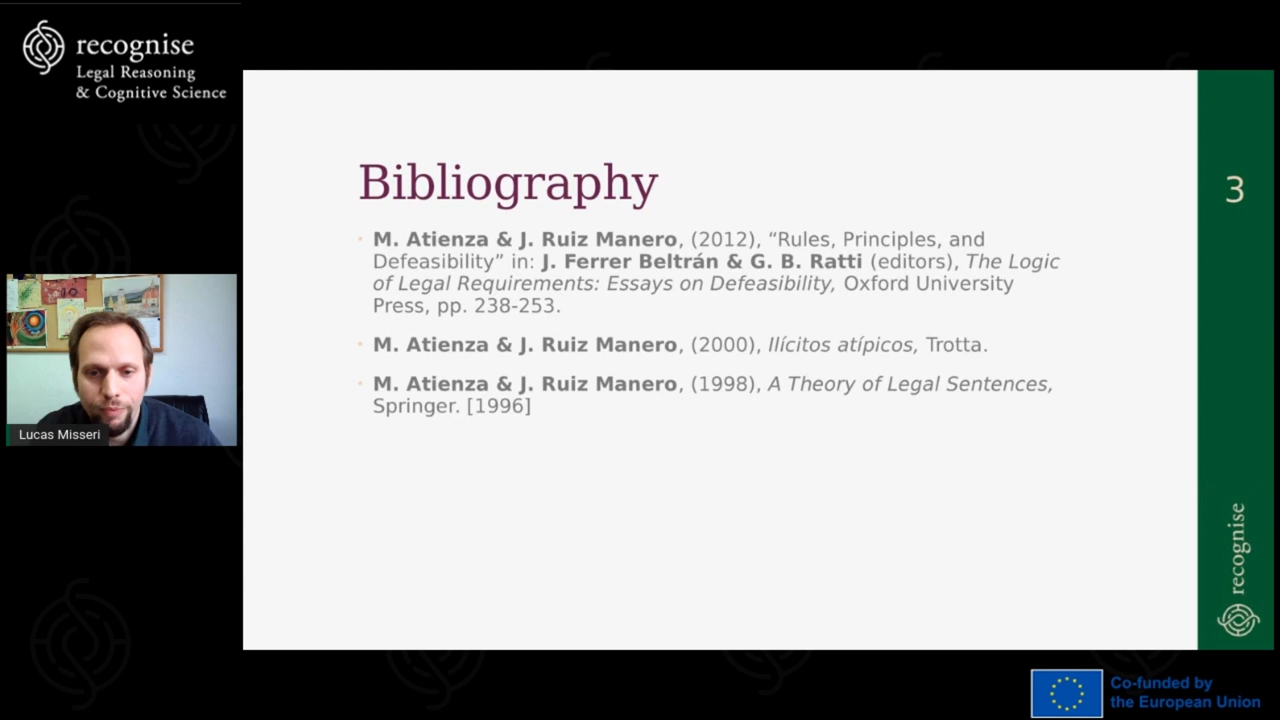 recognise
Legal Reasoning
& Cognitive Science
Bibliography
M. Atienza & J. Ruiz Manero, (2012), “Rules, Principles, and
Defeasibility” in: J. Ferrer Beltrán & G. B. Ratti (editors), The Logic
of Legal Requirements: Essays on Defeasibility, Oxford University
Press, pp. 238-253.
M. Atienza & J. Ruiz Manero, (2000), Ilícitos atípicos, Trotta.
M. Atienza & J. Ruiz Manero, (1998), A Theory of Legal Sentences,
Springer. [1996]
3
recognise
Lucas Misseri
Co-funded by
the European Union